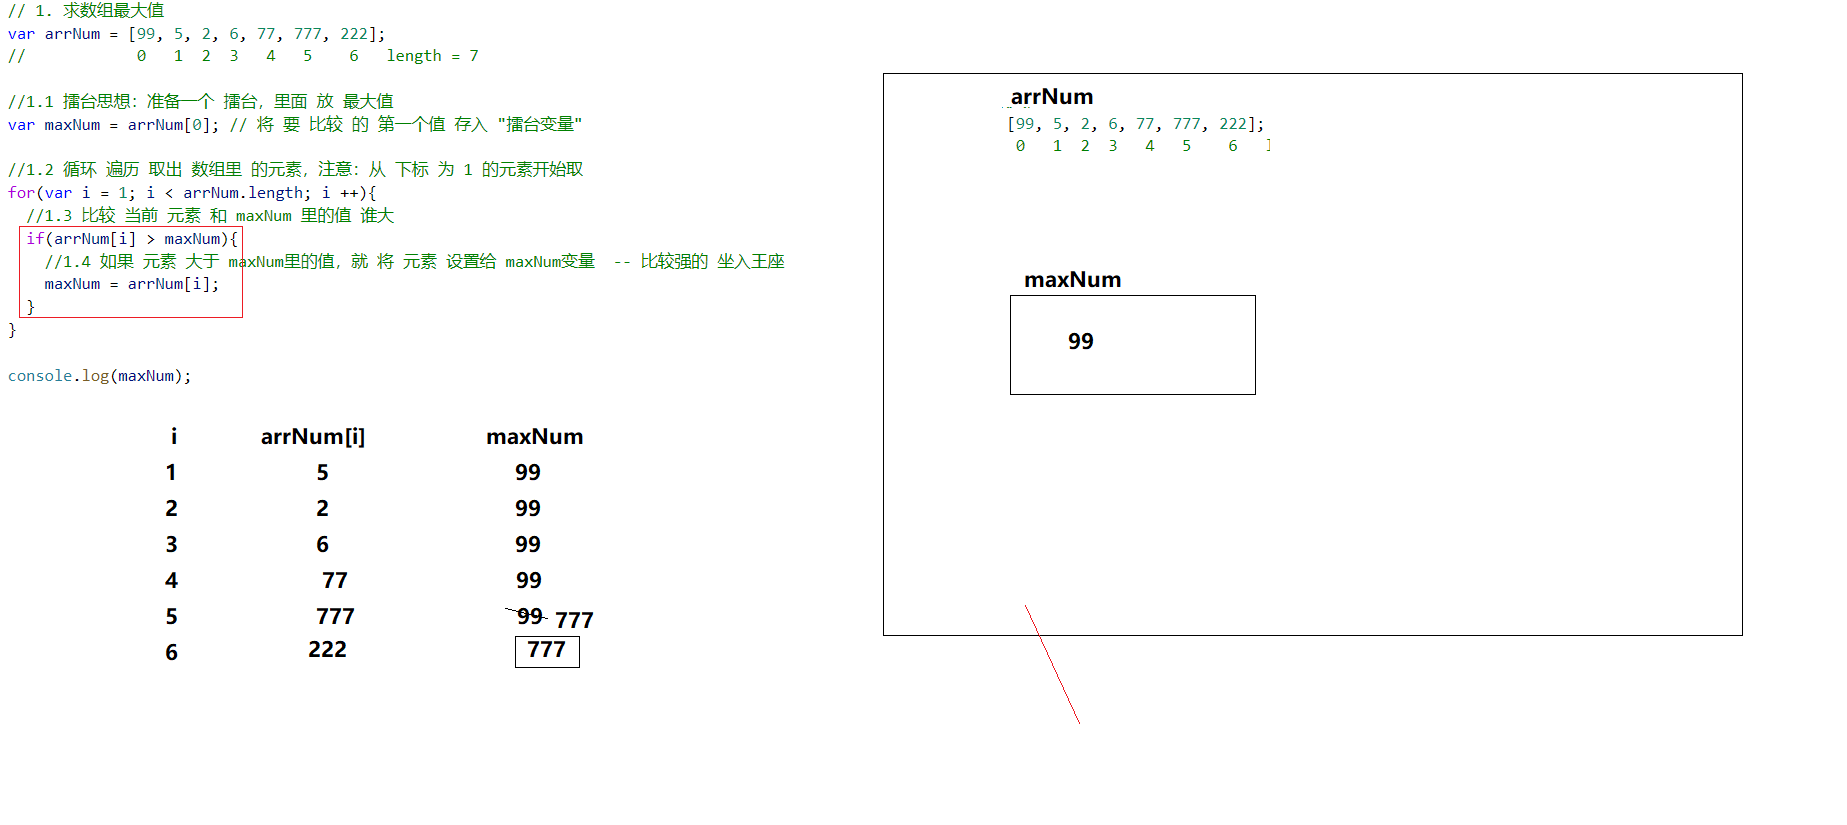 // 1. 求数组最大值
var arrNum = [99, 5, 2, 6, 77, 777, 222];
// 0 1 2 3 4 5 6 length = 7
//1.1 擂台思想：准备一个 擂台，里面 放 最大值
var maxNum = arrNum[0]; // 将 要 比较 的 第一个值 存入 "擂台变量"
//1.2 循环 遍历 取出 数组里 的元素，注意：从 下标 为 1 的元素开始取
for(var i = 1; i < arrNum.length; i ++){
//1.3 比较 当前 元素 和 maxNum 里的值 谁大
if(arrNum[i] > maxNum){
//1.4 如果 元素 大于 maxNum里的值，就 将 元素 设置给 maxNum变量 -- 比较强的 坐入王座
maxNum = arrNum[i];
}
}
console.log(maxNum);
i arrNum[i] maxNum
1 5 99
2 2 99
3 6 99
4 77 99
5 777 99 777
6 222 777
arrNum
[99, 5, 2, 6, 77, 777, 222];
0 1 2 3 4 5 6
maxNum
99